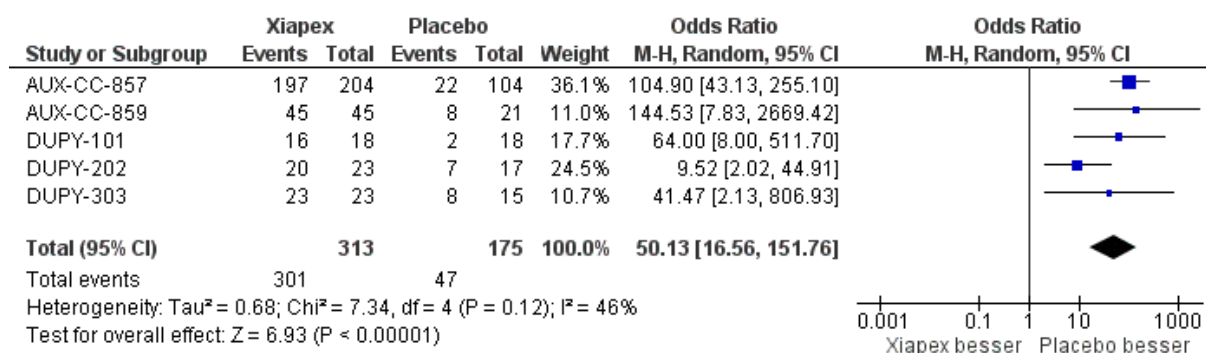 Xiapex Placebo Odds Ratio Odds Ratio
Study or Subgroup Events Total Events Total Weight M-H, Random, 95% CI M-H, Random, 95% CI
AUX-CC-857 197 204 22 104 36.1% 104.90 [43.13, 255.10]
AUX-CC-859 45 45 8 21 11.0% 144.53 [7.83, 2669.42]
DUPY-101 16 18 2 18 17.7% 64.00 [8.00, 511.70]
DUPY-202 20 23 7 17 24.5% 9.52 [2.02, 44.91]
DUPY-303 23 23 8 15 10.7% 41.47 [2.13, 806.93]
Total (95% CI) 313 175 100.0% 50.13 [16.56, 151.76]
Total events 301 47
Heterogeneity: Tau² = 0.68; Chi² = 7.34, df = 4 (P = 0.12); I² = 46%
Test for overall effect: Z = 6.93 (P < 0.00001)
0.001 0.1 1 10 1000
Xiapex besser Placebo besser